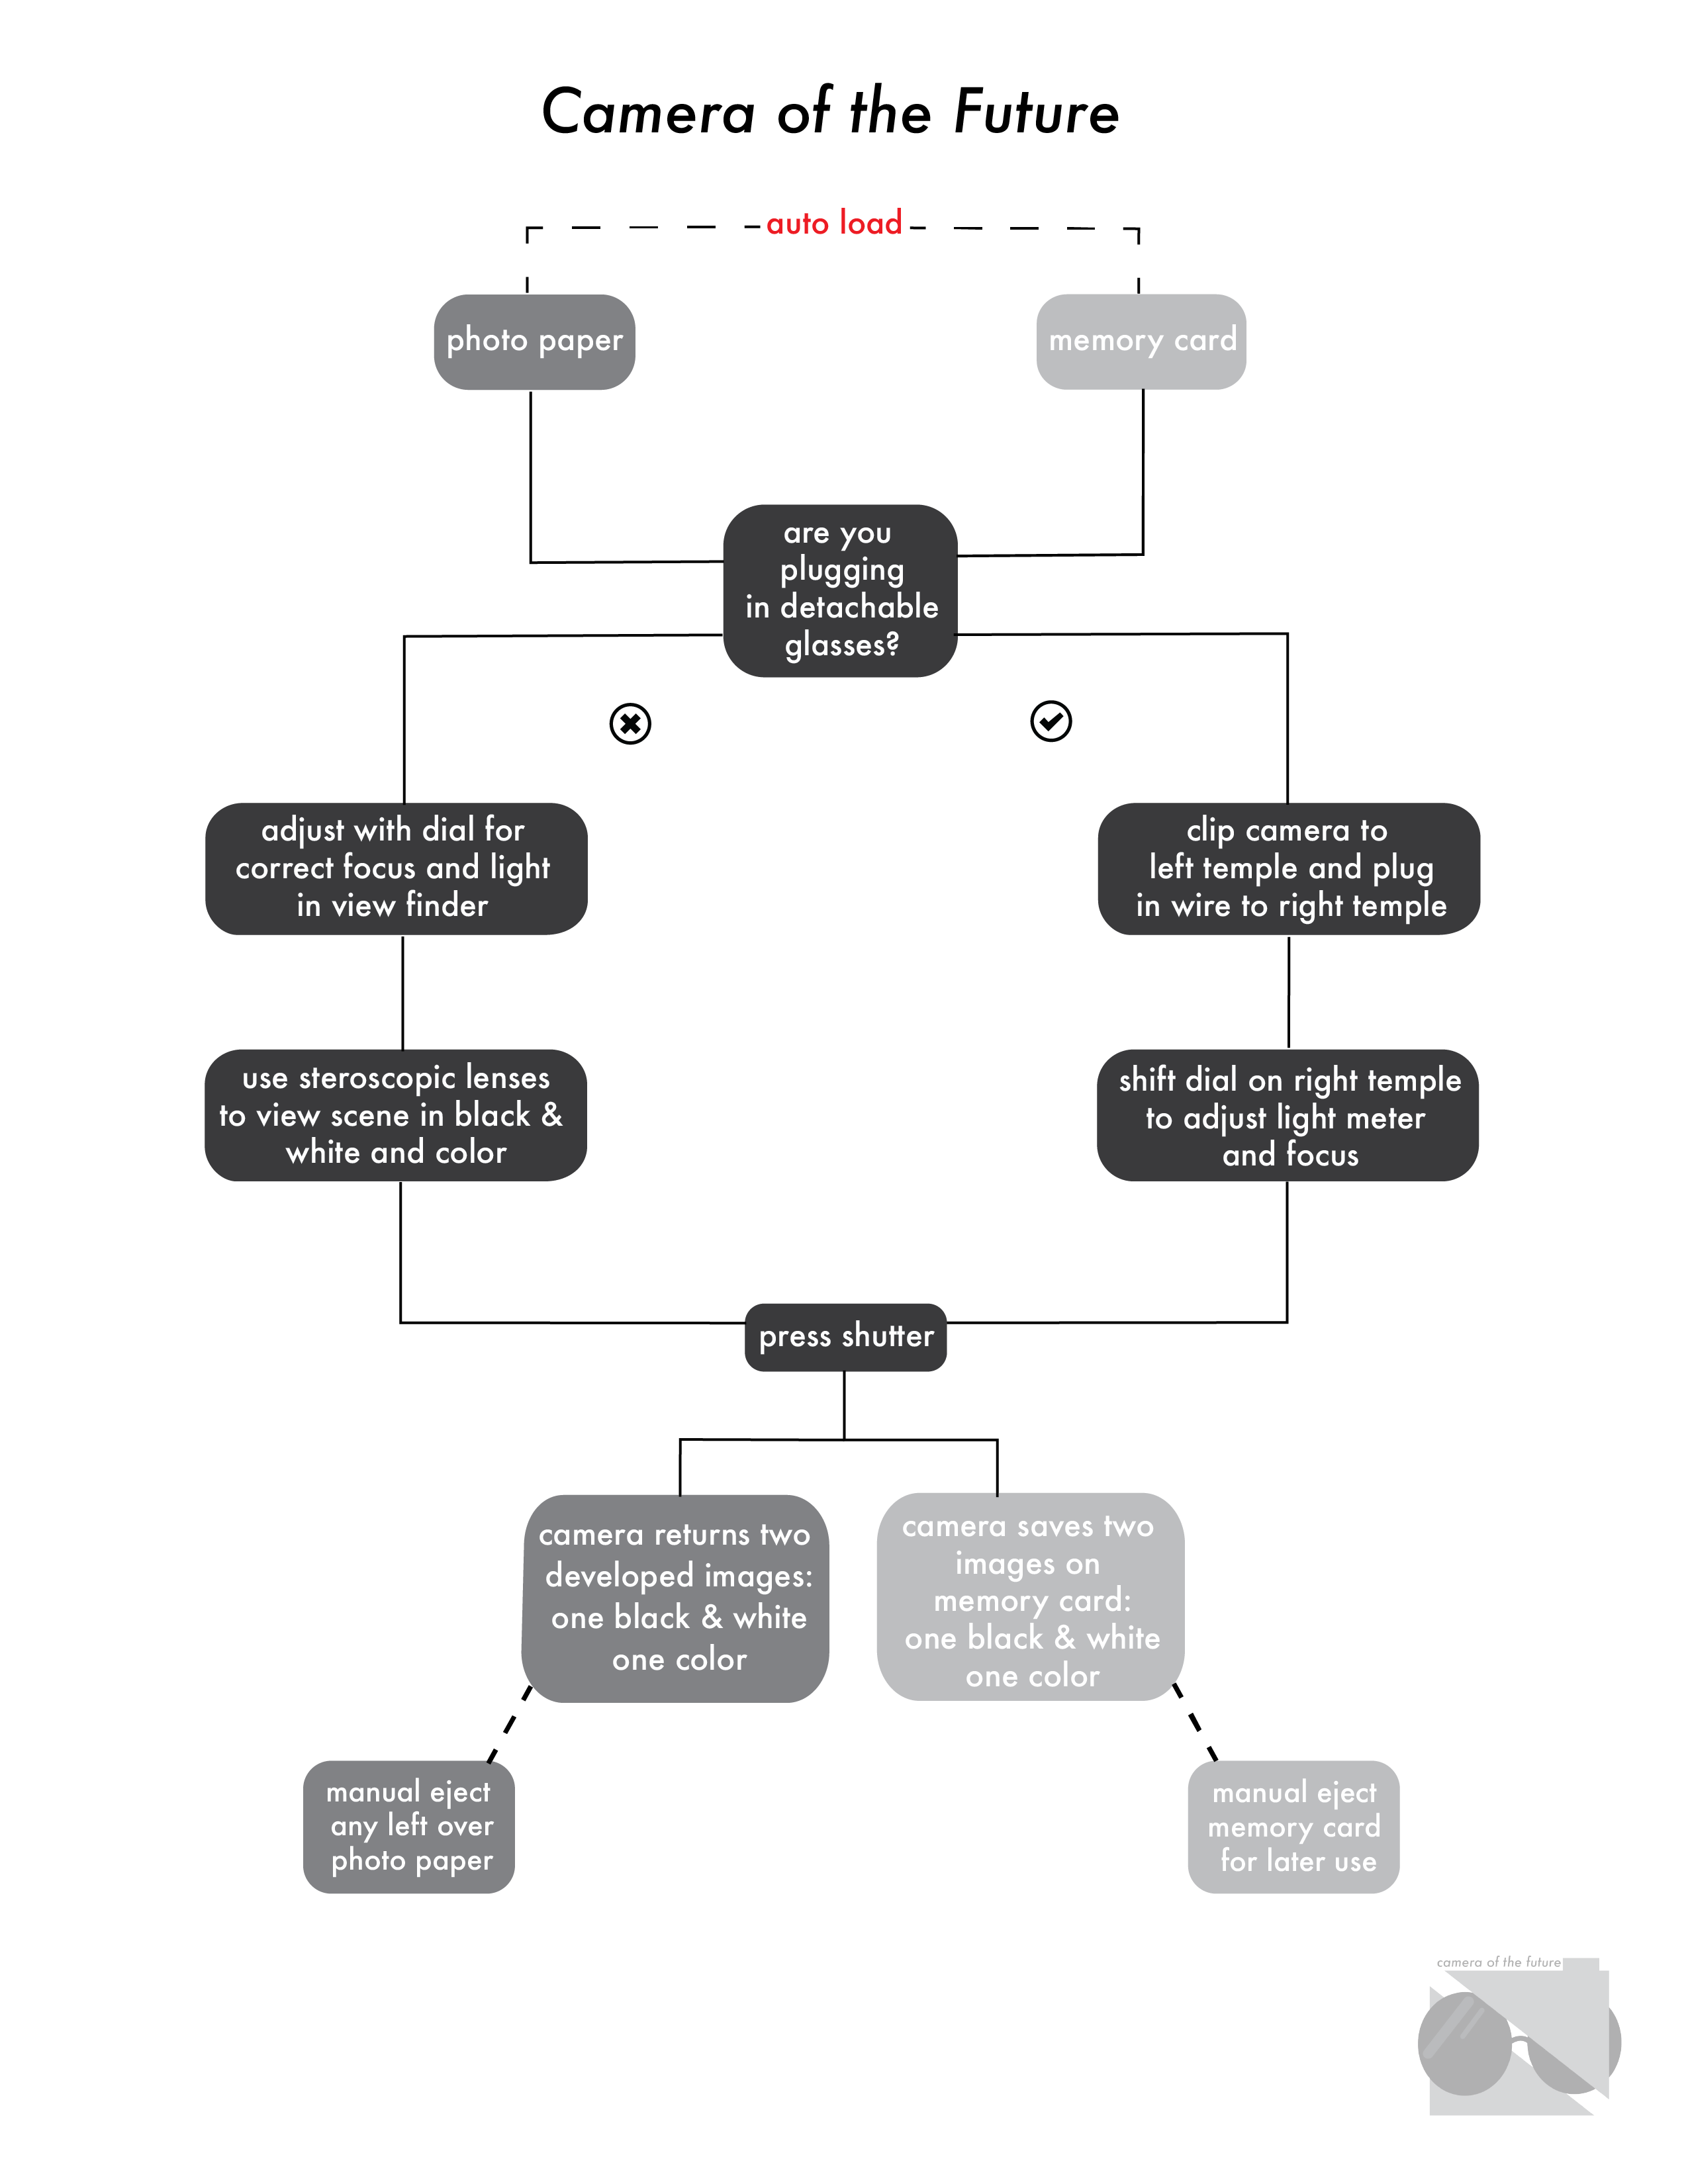 Camera of the Future
auto load
photo paper
memory card
are you
plugging
in detachable
glasses?
adjust with dial for
correct focus and light
in view finder
clip camera to
left temple and plug
in wire to right temple
use steroscopic lenses
to view scene in black &
white and color
shift dial on right temple
to adjust light meter
and focus
press shutter
camera returns two
developed images:
one black & white
one color
camera saves two
images on
memory card:
one black & white
one color
manual eject
any left over
photo paper
manual eject
memory card
for later use
camera of the future